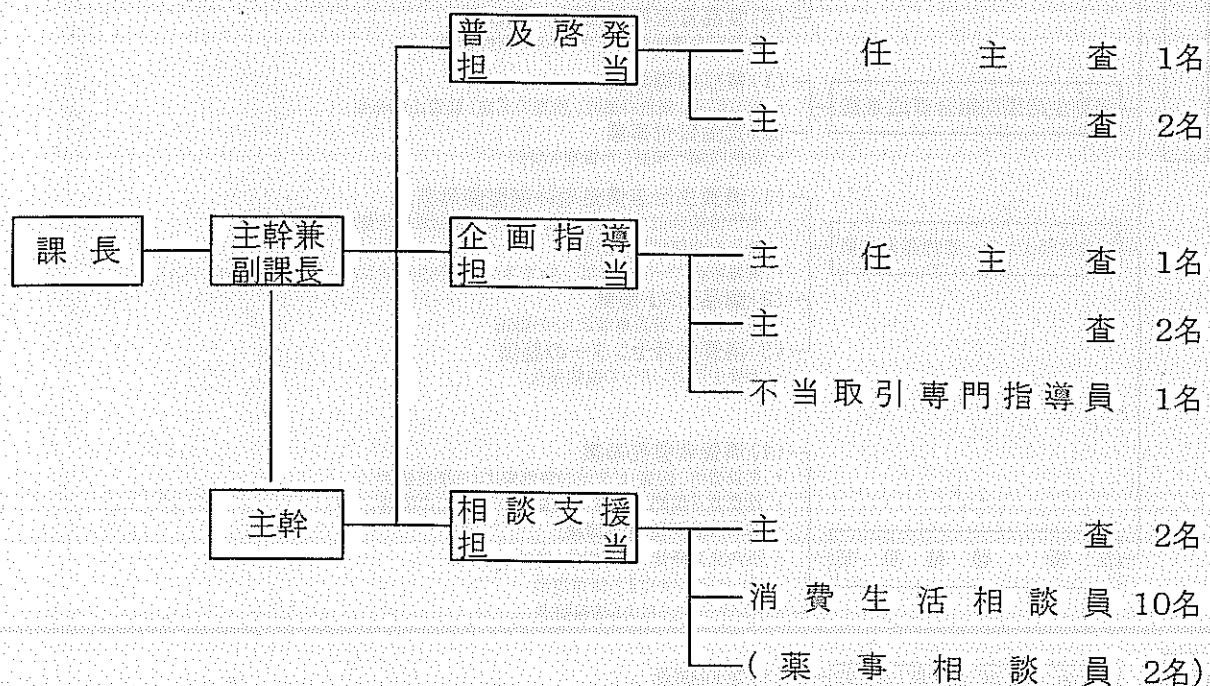 普及啓発
担当
主任主査 1名
主査 2名
課長
主幹兼
副課長
企画指導
担当
主任主査 1名
主査 2名
不当取引専門指導員 1名
主幹
相談支援
担当
主査 2名
消費生活相談員 10名
(薬事相談員 2名)